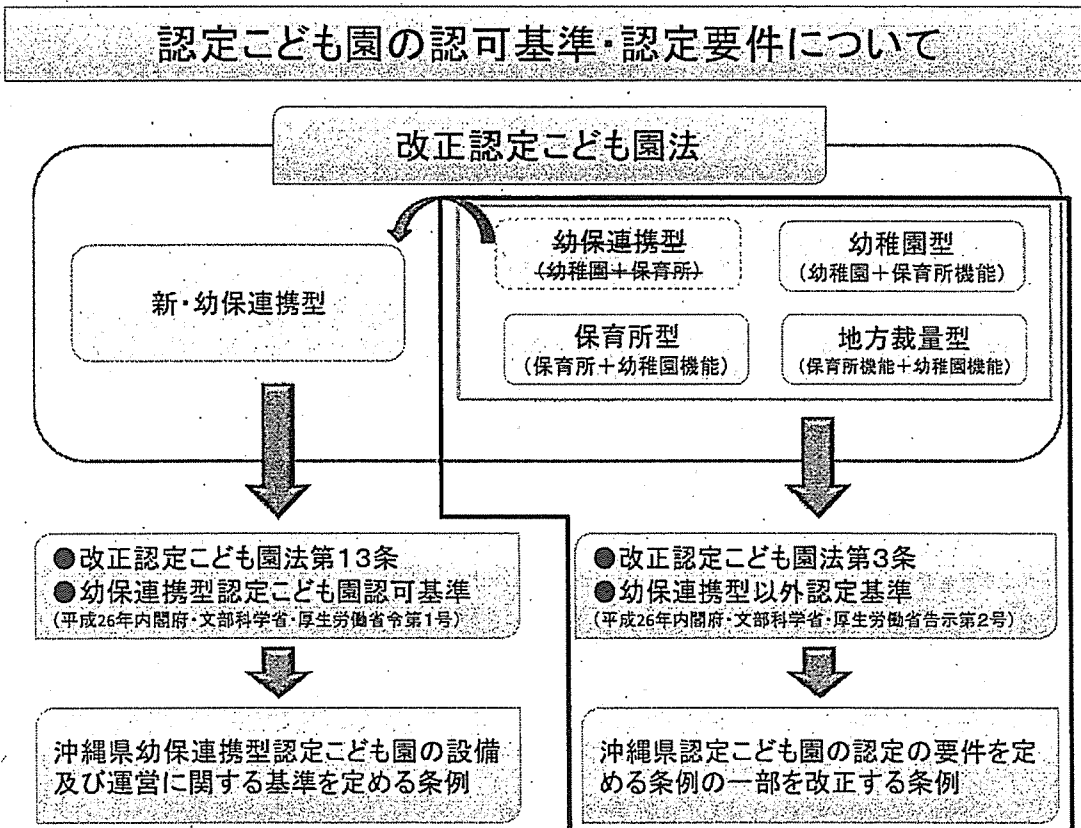 認定こども園の認可基準・認定要件について
改正認定こども園法
新・幼保連携型
幼保連携型
(幼稚園+保育所)
幼稚園型
(幼稚園+保育所機能)
保育所型
(保育所+幼稚園機能)
地方裁量型
(保育所機能+幼稚園機能)
●改正認定こども園法第13条
●幼保連携型認定こども園認可基準
(平成26年内閣府・文部科学省・厚生労働省令第1号)
●改正認定こども園法第3条
●幼保連携型以外認定基準
(平成26年内閣府・文部科学省・厚生労働省告示第2号)
沖縄県幼保連携型認定こども園の設備
及び運営に関する基準を定める条例
沖縄県認定こども園の認定の要件を定
める条例の一部を改正する条例